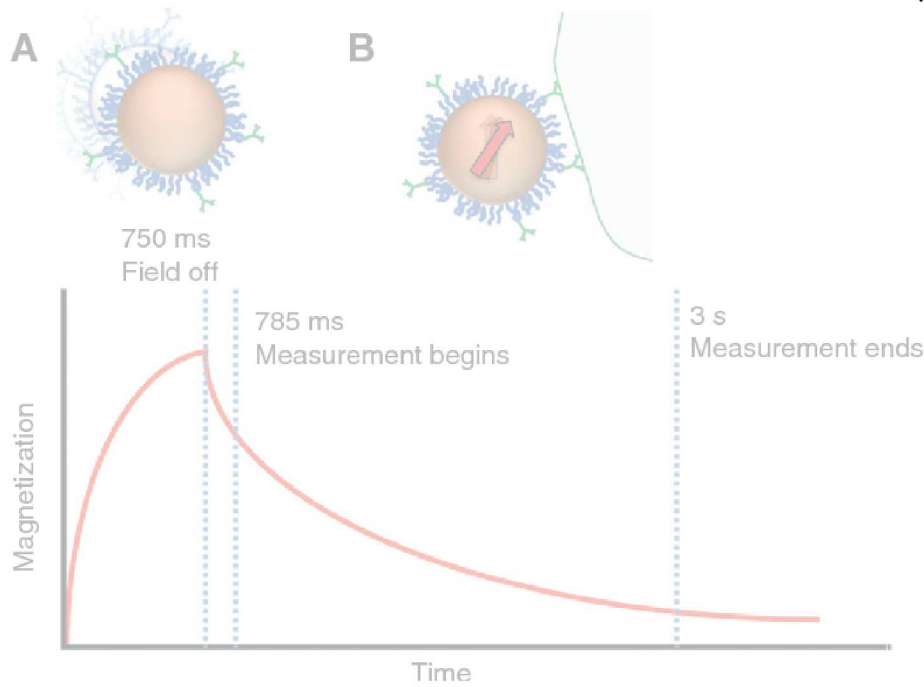 A
B
750 ms
Field off
785 ms
Measurement begins
3 s
Measurement ends
Magnetization
Time